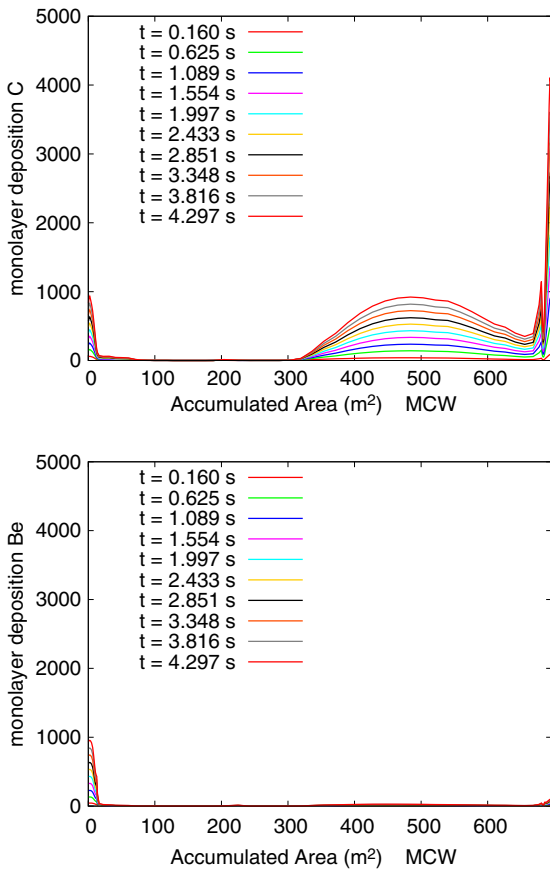 5000
4000
3000
2000
1000
0
monolayer deposition C
t = 0.160 s
t = 0.625 s
t = 1.089 s
t = 1.554 s
t = 1.997 s
t = 2.433 s
t = 2.851 s
t = 3.348 s
t = 3.816 s
t = 4.297 s
0 100 200 300 400 500 600
Accumulated Area (m²) MCW
5000
4000
3000
2000
1000
0
monolayer deposition Be
t = 0.160 s
t = 0.625 s
t = 1.089 s
t = 1.554 s
t = 1.997 s
t = 2.433 s
t = 2.851 s
t = 3.348 s
t = 3.816 s
t = 4.297 s
0 100 200 300 400 500 600
Accumulated Area (m²) MCW